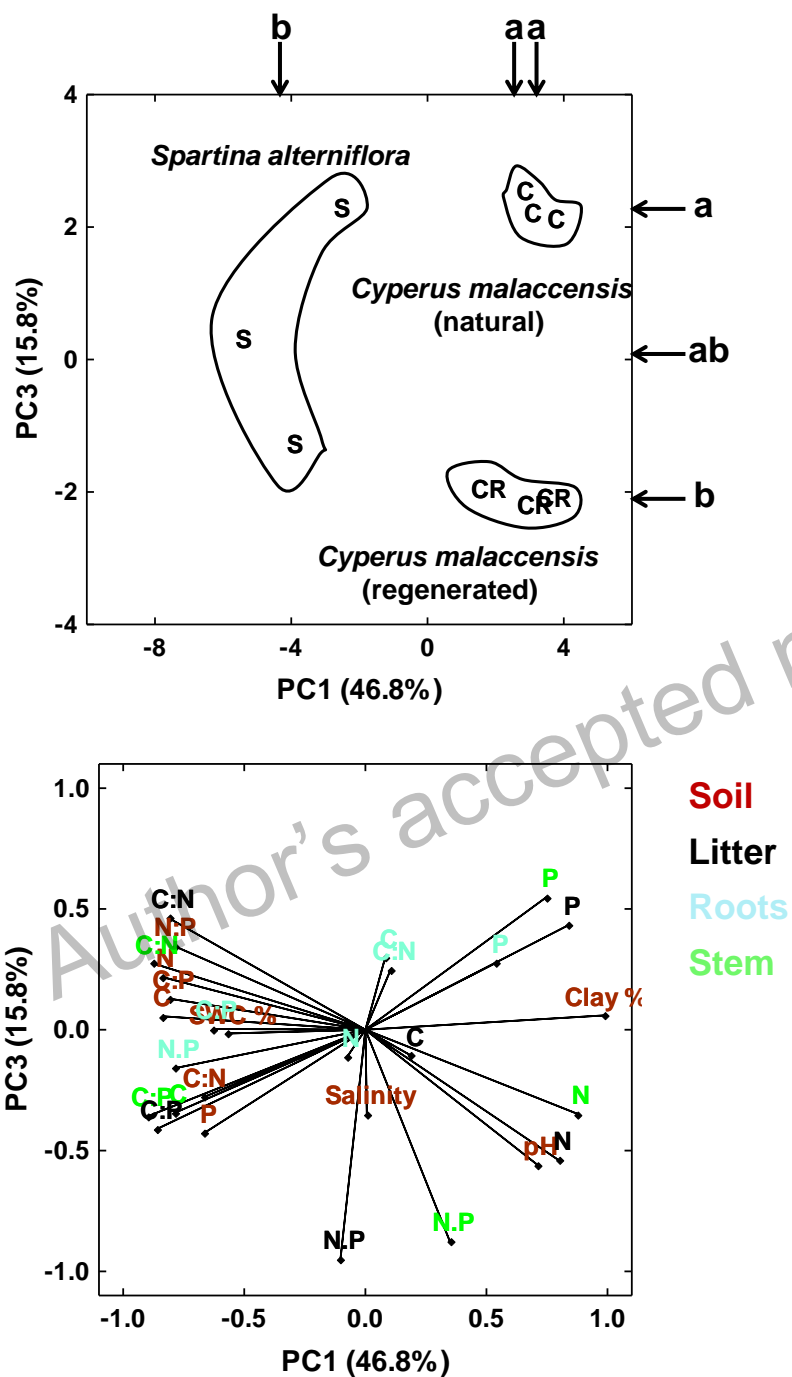 b
a a
4
Spartina alterniflora
S
C
C
C
a
2
Cyperus malaccensis
(natural)
S
0
ab
PC3 (15.8%)
S
CR
CR
CR
-2
b
Cyperus malaccensis
(regenerated)
-4
-8 -4 0 4
PC1 (46.8%)
Author's accepted
1.0
Soil
Litter
Roots
Stem
P
P
C:N
0.5
N:P
C:N
N
C:P
C
C:P
SWC %
C
C:N
P
Clay %
0.0
PC3 (15.8%)
N
C
N.P
C:N
Salinity
C:P
C
C:P
P
N
N
pH
-0.5
N.P
N.P
-1.0
-1.0 -0.5 0.0 0.5 1.0
PC1 (46.8%)